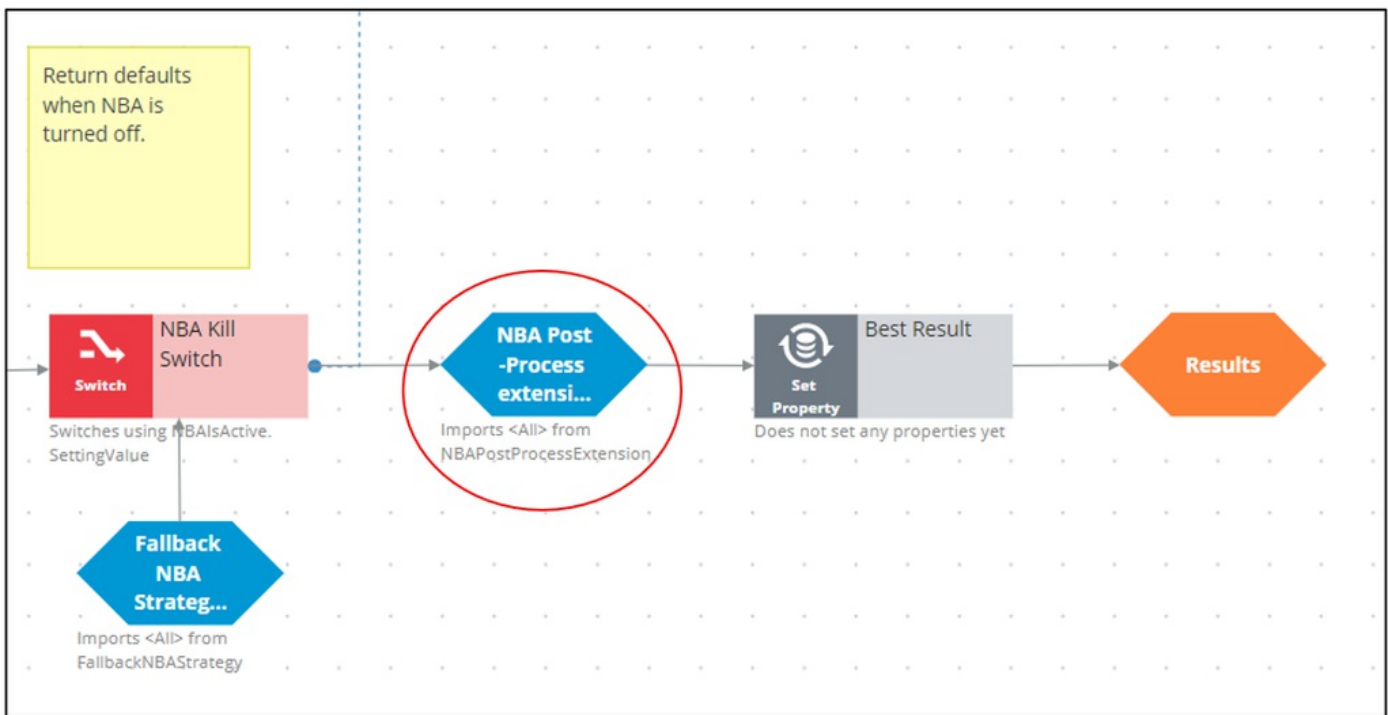 Return defaults
when NBA is
turned off.
Switch
NBA Kill
Switch
Switches using NBAIsActive.
SettingValue
NBA Post
-Process
extensi...
Imports <All> from
NBAPostProcessExtension
Set
Property
Best Result
Does not set any properties yet
Results
Fallback
NBA
Strateg...
Imports <All> from
FallbackNBAStrategy